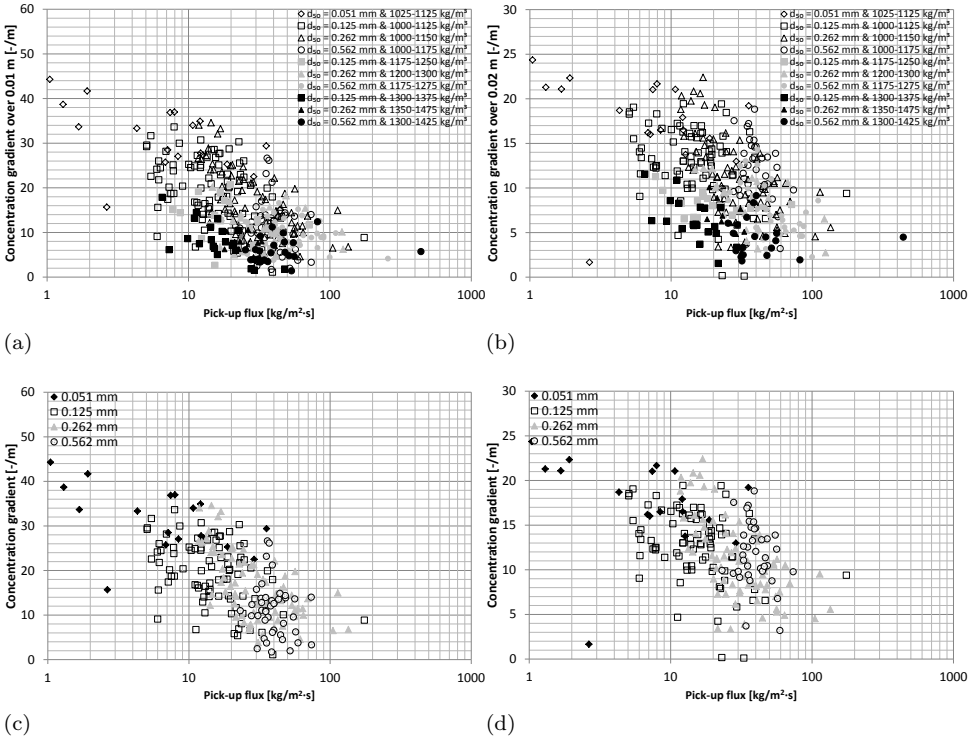 Concentration gradient over 0.01 m [-/m]
60
50
40
30
20
10
0
1
10
100
1000
Pick-up flux [kg/m²·s]
d₅₀ = 0.051 mm & 1025-1125 kg/m³
d₅₀ = 0.125 mm & 1000-1125 kg/m³
d₅₀ = 0.262 mm & 1000-1150 kg/m³
d₅₀ = 0.562 mm & 1000-1175 kg/m³
d₅₀ = 0.125 mm & 1175-1250 kg/m³
d₅₀ = 0.262 mm & 1200-1300 kg/m³
d₅₀ = 0.562 mm & 1175-1275 kg/m³
d₅₀ = 0.125 mm & 1300-1375 kg/m³
d₅₀ = 0.262 mm & 1350-1475 kg/m³
d₅₀ = 0.562 mm & 1300-1425 kg/m³
(a)
Concentration gradient over 0.02 m [-/m]
30
25
20
15
10
5
0
1
10
100
1000
Pick-up flux [kg/m²·s]
d₅₀ = 0.051 mm & 1025-1125 kg/m³
d₅₀ = 0.125 mm & 1000-1125 kg/m³
d₅₀ = 0.262 mm & 1000-1150 kg/m³
d₅₀ = 0.562 mm & 1000-1175 kg/m³
d₅₀ = 0.125 mm & 1175-1250 kg/m³
d₅₀ = 0.262 mm & 1200-1300 kg/m³
d₅₀ = 0.562 mm & 1175-1275 kg/m³
d₅₀ = 0.125 mm & 1300-1375 kg/m³
d₅₀ = 0.262 mm & 1350-1475 kg/m³
d₅₀ = 0.562 mm & 1300-1425 kg/m³
(b)
Concentration gradient [-/m]
60
50
40
30
20
10
0
1
10
100
1000
Pick-up flux [kg/m²·s]
0.051 mm
0.125 mm
0.262 mm
0.562 mm
(c)
Concentration gradient [-/m]
30
25
20
15
10
5
0
1
10
100
1000
Pick-up flux [kg/m²·s]
0.051 mm
0.125 mm
0.262 mm
0.562 mm
(d)